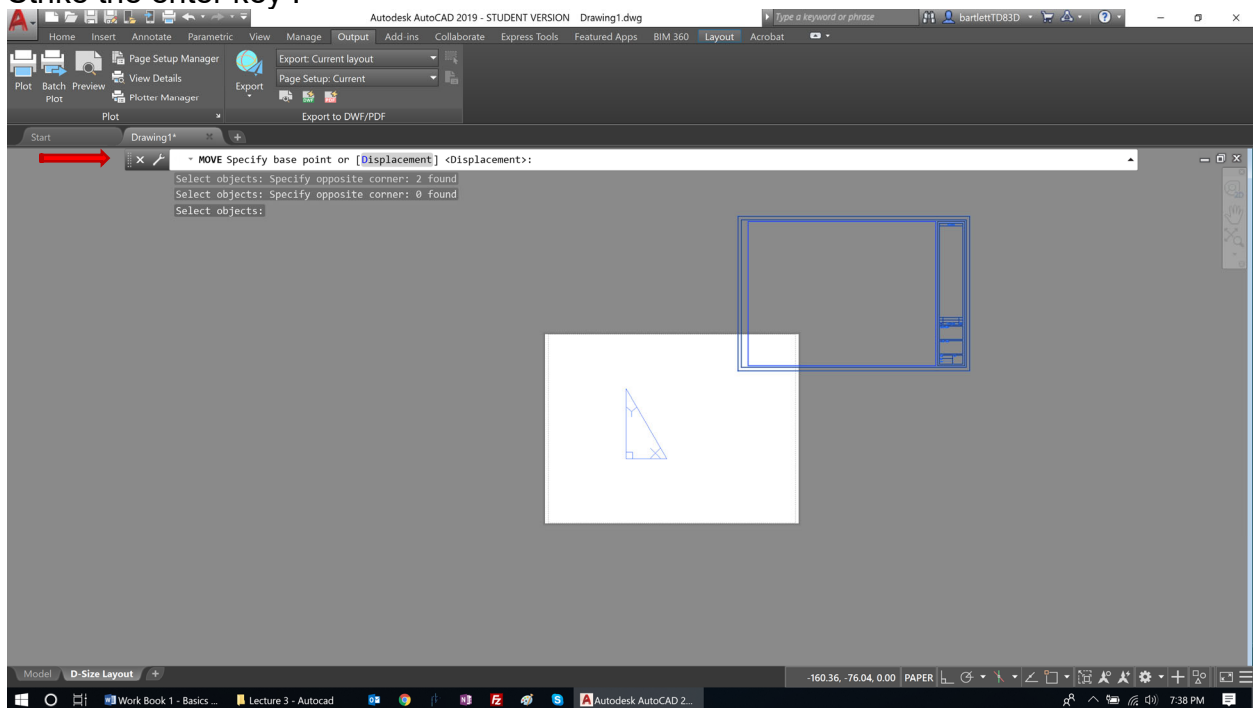 Strike the enter key !
Autodesk AutoCAD 2019 - STUDENT VERSION Drawing1.dwg
Type a keyword or phrase
bartlettTD83D
Home Insert Annotate Parametric View Manage Output Add-ins Collaborate Express Tools Featured Apps BIM 360 Layout Acrobat
Plot
Batch Plot
Preview
Page Setup Manager
View Details
Plotter Manager
Export
Export: Current layout
Page Setup: Current
Plot
Export to DWF/PDF
Start
Drawing1*
MOVE Specify base point or [Displacement] <Displacement>:
Select objects: Specify opposite corner: 2 found
Select objects: Specify opposite corner: 0 found
Select objects:
Y
X
Model D-Size Layout +
-160.36, -76.04, 0.00 PAPER
Work Book 1 - Basics ...
Lecture 3 - Autocad
Autodesk AutoCAD 2...
7:38 PM